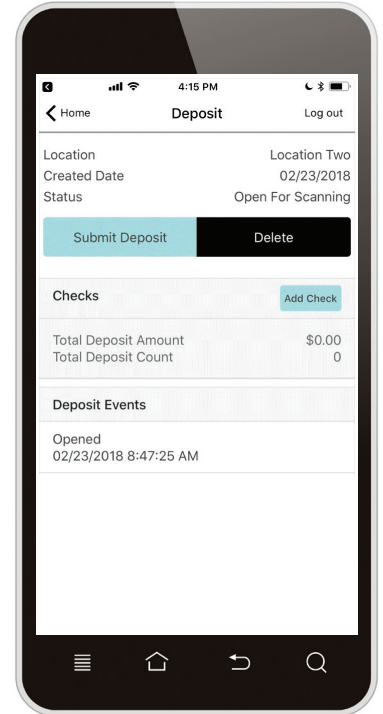 4:15 PM
Home Deposit Log out
Location Location Two
Created Date 02/23/2018
Status Open For Scanning
Submit Deposit Delete
Checks Add Check
Total Deposit Amount $0.00
Total Deposit Count 0
Deposit Events
Opened
02/23/2018 8:47:25 AM